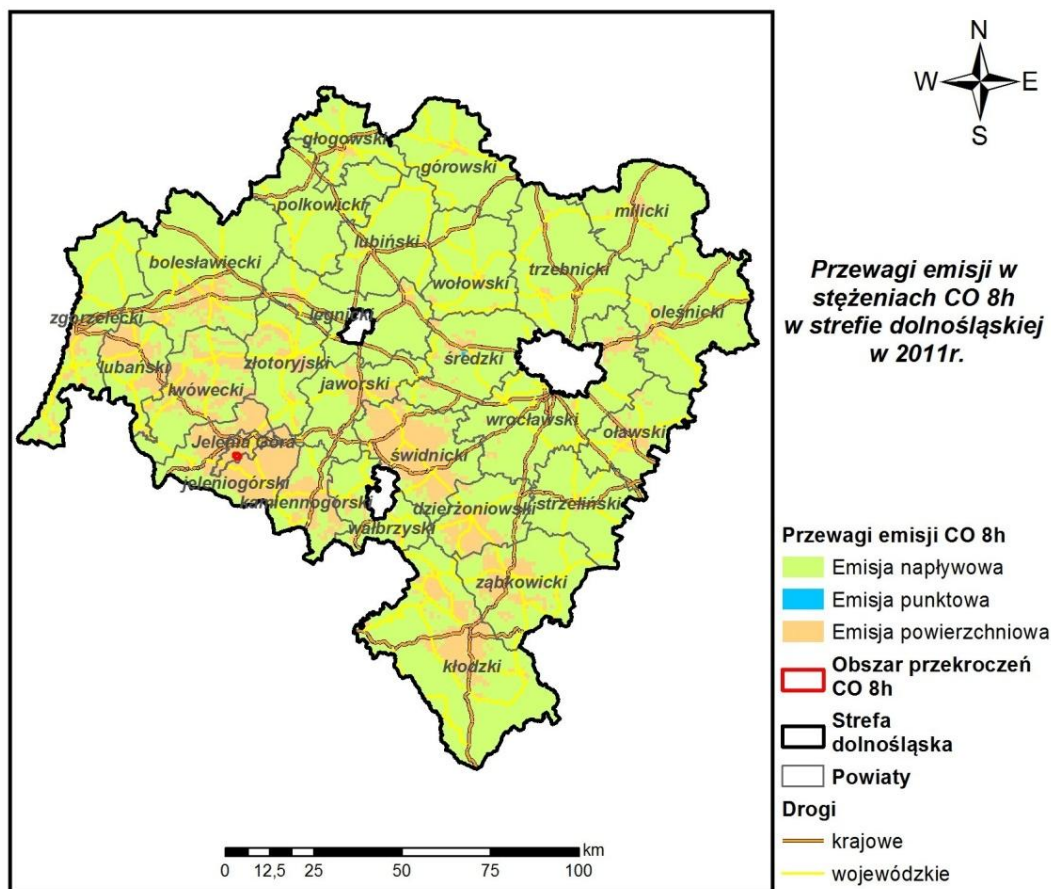 N
W E
S
głogowski
górowski
polkowicki
milicki
lubiński
bolesławiecki
trzebnicki
wołowski
zgorzelecki
legnicki
oleśnicki
lubański
złotoryjski
średzki
lwówecki
jaworski
wrocławski
oławski
Jelenia Góra
świdnicki
jeleniogórski
kamiennogórski
dzierżoniowski
strzeliński
wałbrzyski
ząbkowicki
kłodzki
Przewagi emisji w
stężeniach CO 8h
w strefie dolnośląskiej
w 2011r.
Przewagi emisji CO 8h
Emisja napływowa
Emisja punktowa
Emisja powierzchniowa
Obszar przekroczeń
CO 8h
Strefa
dolnośląska
Powiaty
Drogi
krajowe
wojewódzkie
km
0 12,5 25 50 75 100